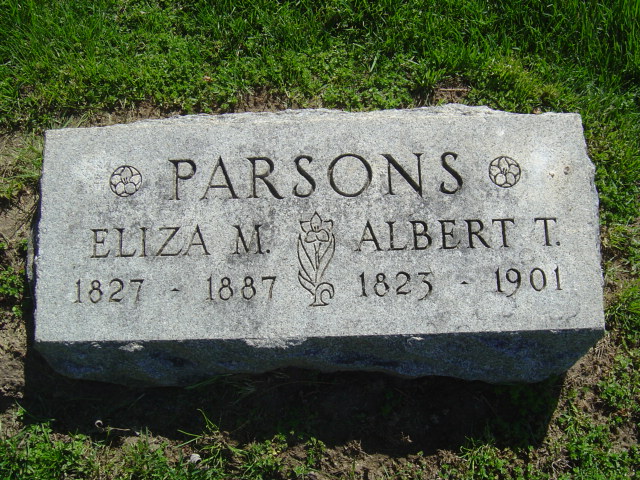 PARSONS
ELIZA M. ALBERT T.
1827 - 1887 1823 - 1901